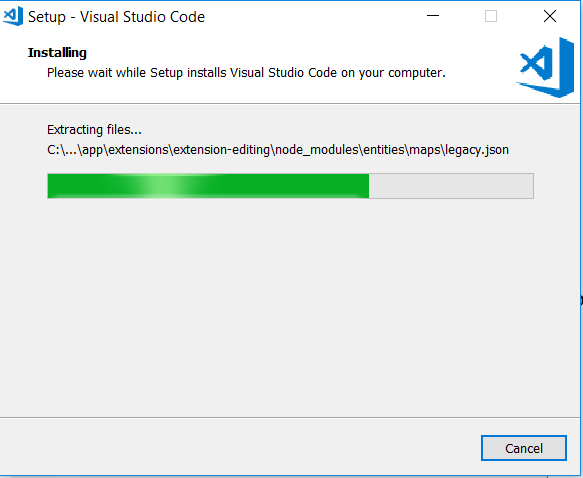 Setup - Visual Studio Code
Installing
Please wait while Setup installs Visual Studio Code on your computer.
Extracting files...
C:\...\app\extensions\extension-editing\node_modules\entities\maps\legacy.json
Cancel